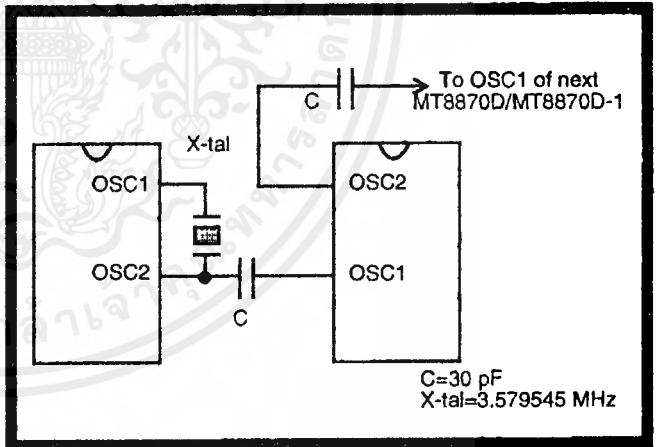 To OSC1 of next
MT8870D/MT8870D-1
C
X-tal
OSC1
OSC2
OSC2
OSC1
C
C=30 pF
X-tal=3.579545 MHz